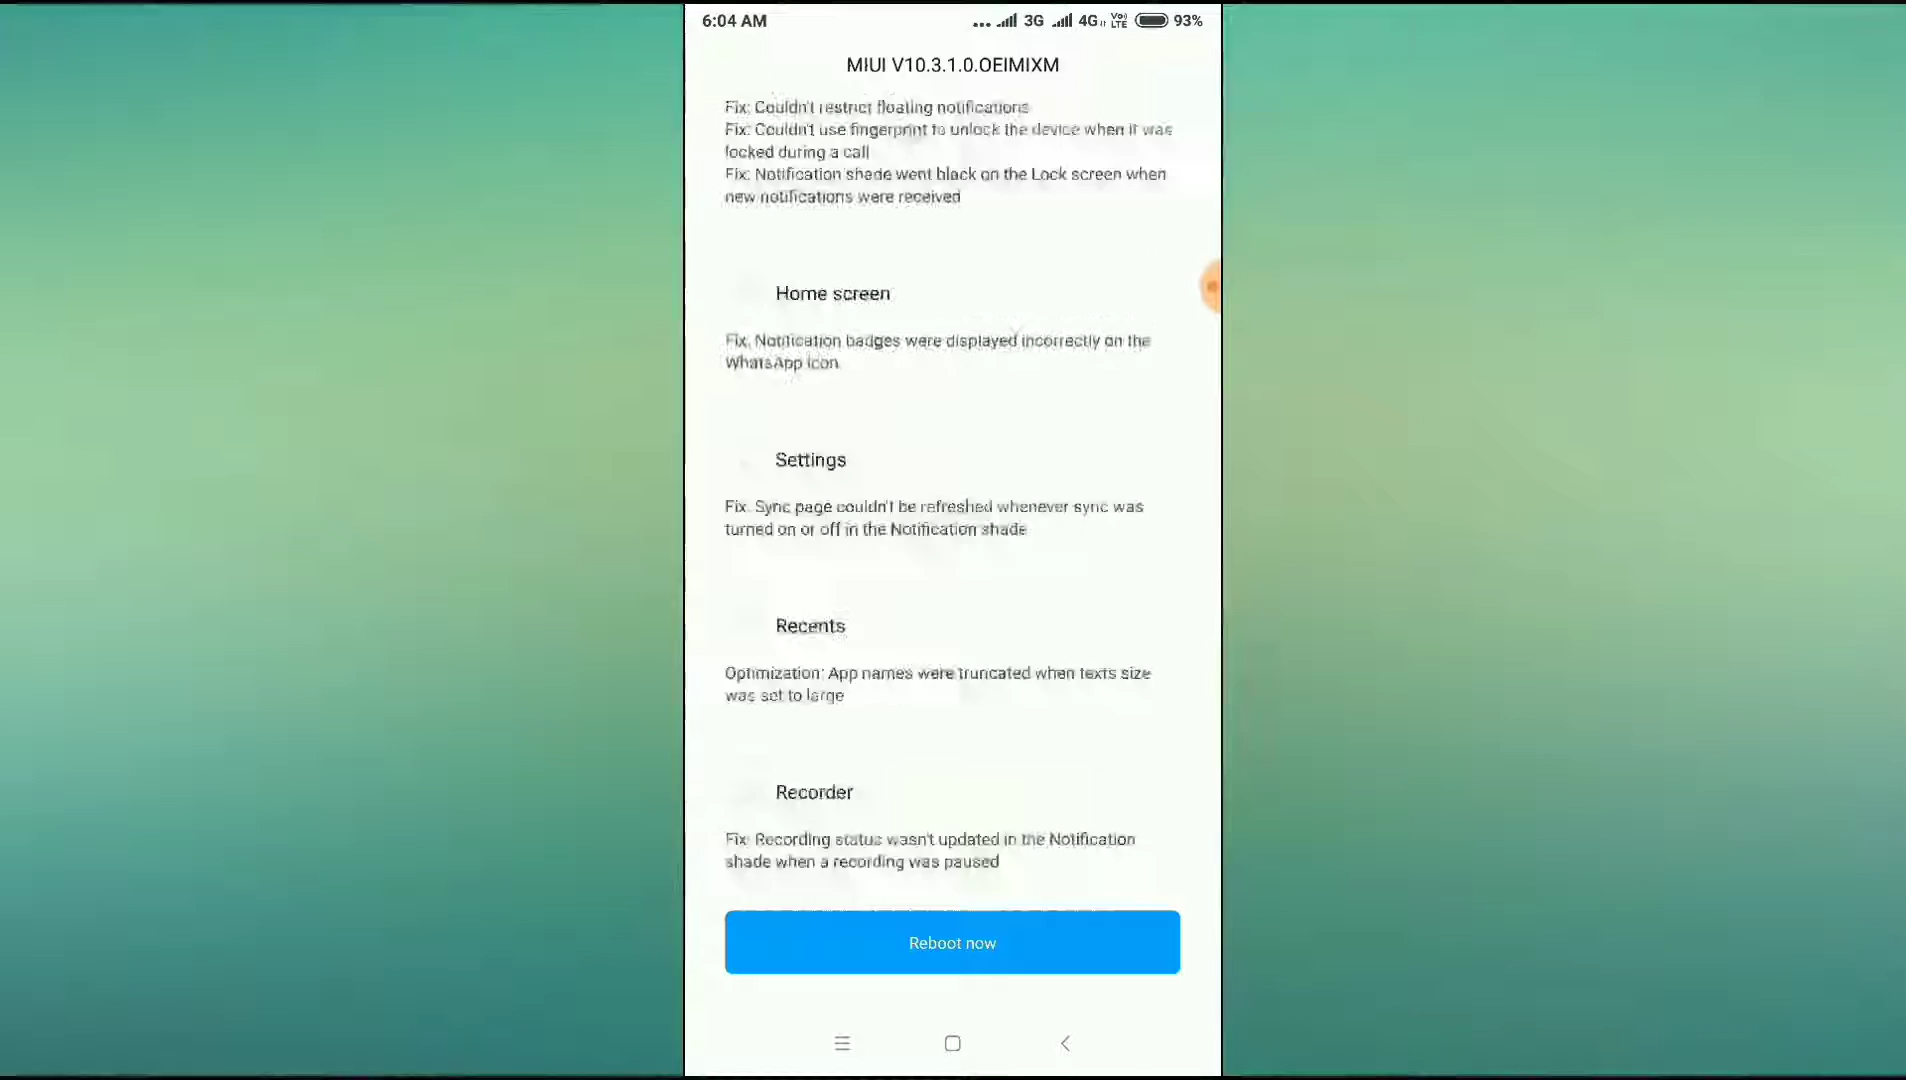 6:04 AM ... 3G 4G Vo) LTE 93%
MIUI V10.3.1.0.OEIMIXM
Fix: Couldn't restrict floating notifications
Fix: Couldn't use fingerprint to unlock the device when it was
locked during a call
Fix: Notification shade went black on the Lock screen when
new notifications were received
Home screen
Fix: Notification badges were displayed incorrectly on the
WhatsApp icon
Settings
Fix: Sync page couldn't be refreshed whenever sync was
turned on or off in the Notification shade
Recents
Optimization: App names were truncated when texts size
was set to large
Recorder
Fix: Recording status wasn't updated in the Notification
shade when a recording was paused
Reboot now